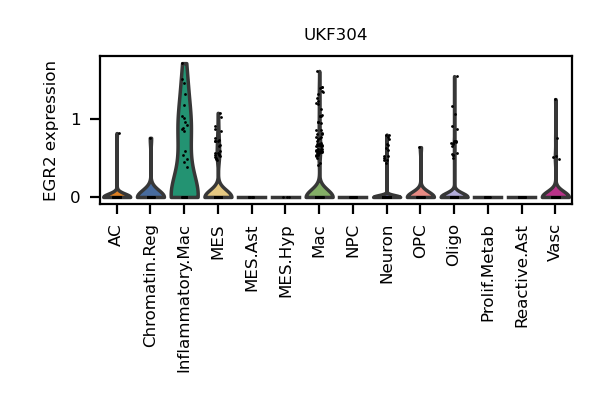 UKF304
EGR2 expression
1
0
AC
Chromatin.Reg
Inflammatory.Mac
MES
MES.Ast
MES.Hyp
Mac
NPC
Neuron
OPC
Oligo
Prolif.Metab
Reactive.Ast
Vasc